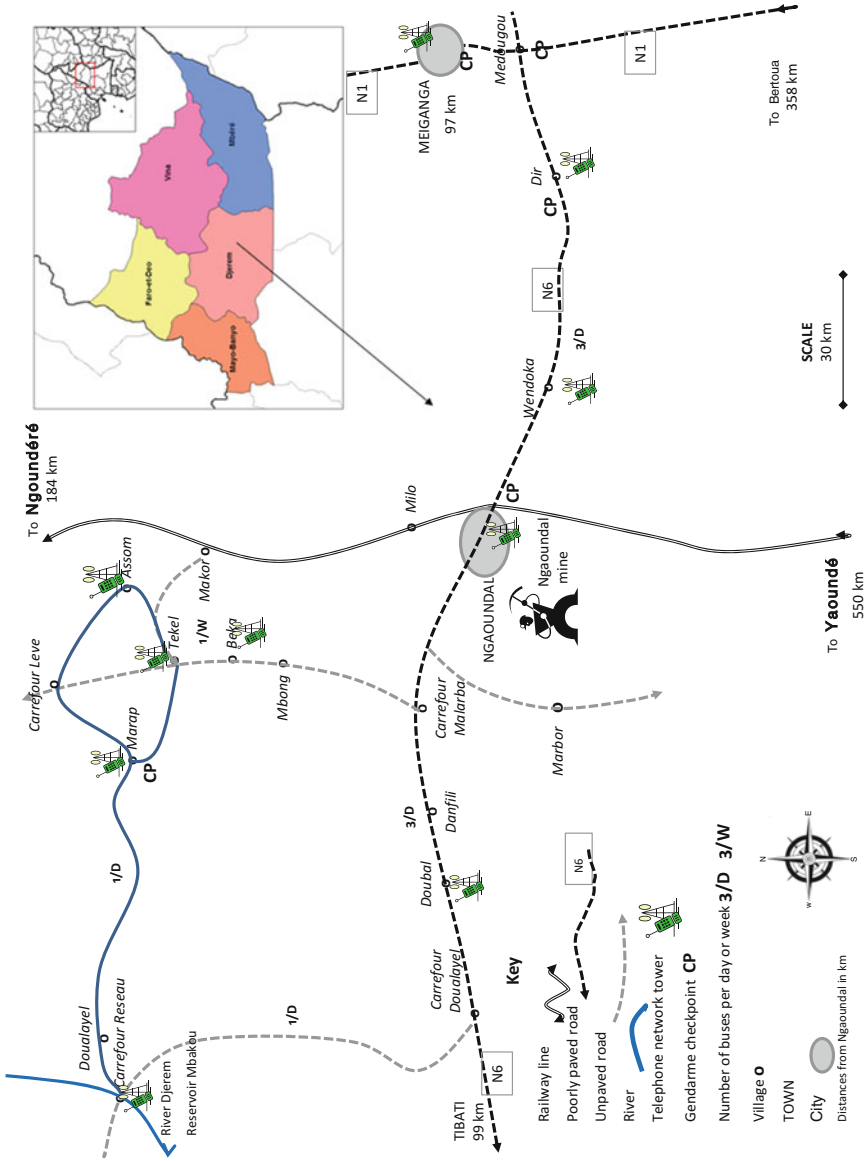 To Ngoundéré
184 km
Carrefour Leve
Assom
Marap
CP
Tekel
Makor
1/W
Beka
Mbong
Milo
1/D
Doualayel
Carrefour Reseau
River Djerem
Reservoir Mbakou
1/D
Faro-et-Deo
Vina
Mbéré
Djerem
Mayo-Banyo
N1
MEIGANGA
97 km
CP
Medougou
CP
N1
To Bertoua
358 km
Dir
CP
N6
3/D
Wendoka
CP
NGAOUNDAL
Ngaoundal
mine
Carrefour
Malarba
Marbor
3/D
Danfili
Doubal
Carrefour
Doualayel
N6
TIBATI
99 km
To Yaoundé
550 km
SCALE
30 km
Key
Railway line
Poorly paved road
N6
Unpaved road
River
Telephone network tower
Gendarme checkpoint CP
Number of buses per day or week 3/D 3/W
Village
TOWN
City
Distances from Ngaoundal in km
N
E
S
W